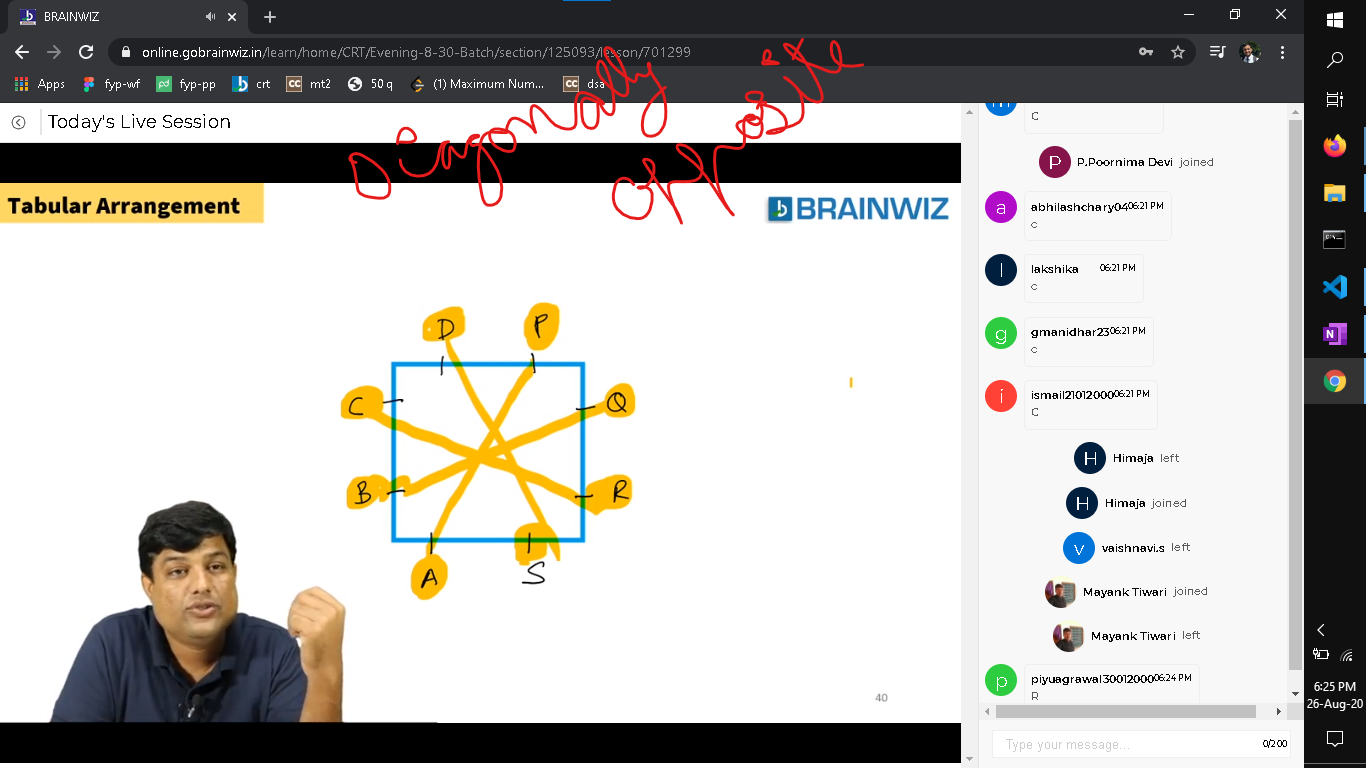 BRAINWIZ
online.gobrainwiz.in/learn/home/CRT/Evening-8-30-Batch/section/125093/lesson/701299
Apps fyp-wf fyp-pp crt CC mt2 50 q (1) Maximum Num... CC dsa
Today's Live Session
Diagonally
opposite
Tabular Arrangement
BRAINWIZ
D P
C Q
B R
A S
40
C
P P.Poornima Devi joined
a abhilashchary04 06:21 PM
c
l lakshika 06:21 PM
c
g gmanidhar23 06:21 PM
c
i ismail21012000 06:21 PM
C
H Himaja left
H Himaja joined
v vaishnavi.s left
Mayank Tiwari joined
Mayank Tiwari left
p piyuagrawal30012000 06:24 PM
R
Type your message... 0/200
6:25 PM
26-Aug-20